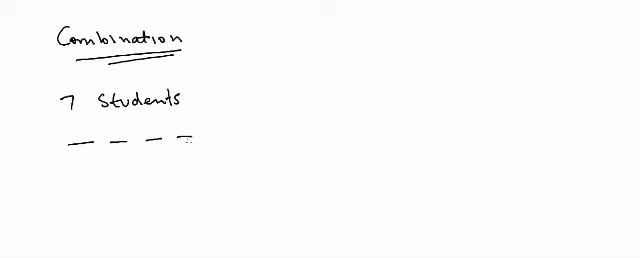 Combination
7 Students
— — — —